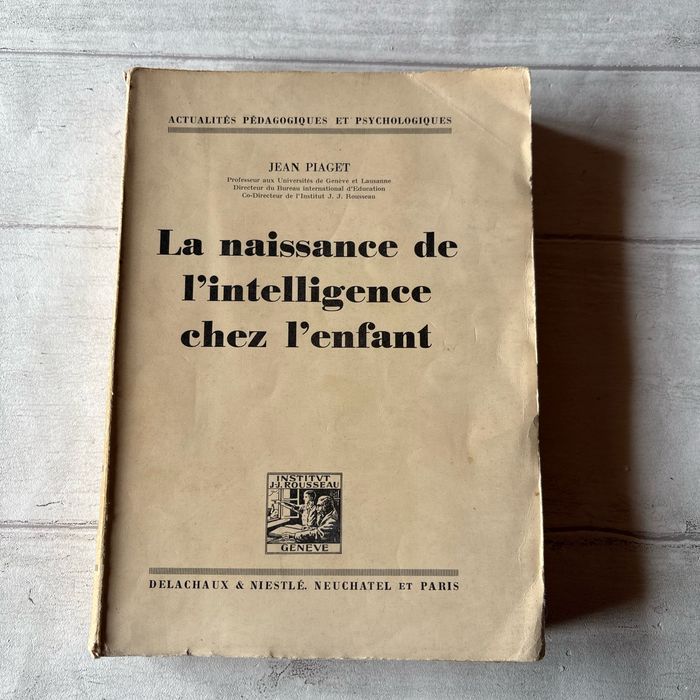 ACTUALITÉS PÉDAGOGIQUES ET PSYCHOLOGIQUES
JEAN PIAGET
Professeur aux Universités de Genève et Lausanne
Directeur du Bureau international d'Education
Co-Directeur de l'Institut J. J. Rousseau
La naissance de
l'intelligence
chez l'enfant
INSTITVT
J·J·ROUSSEAU
GENÈVE
DELACHAUX & NIESTLÉ. NEUCHATEL ET PARIS